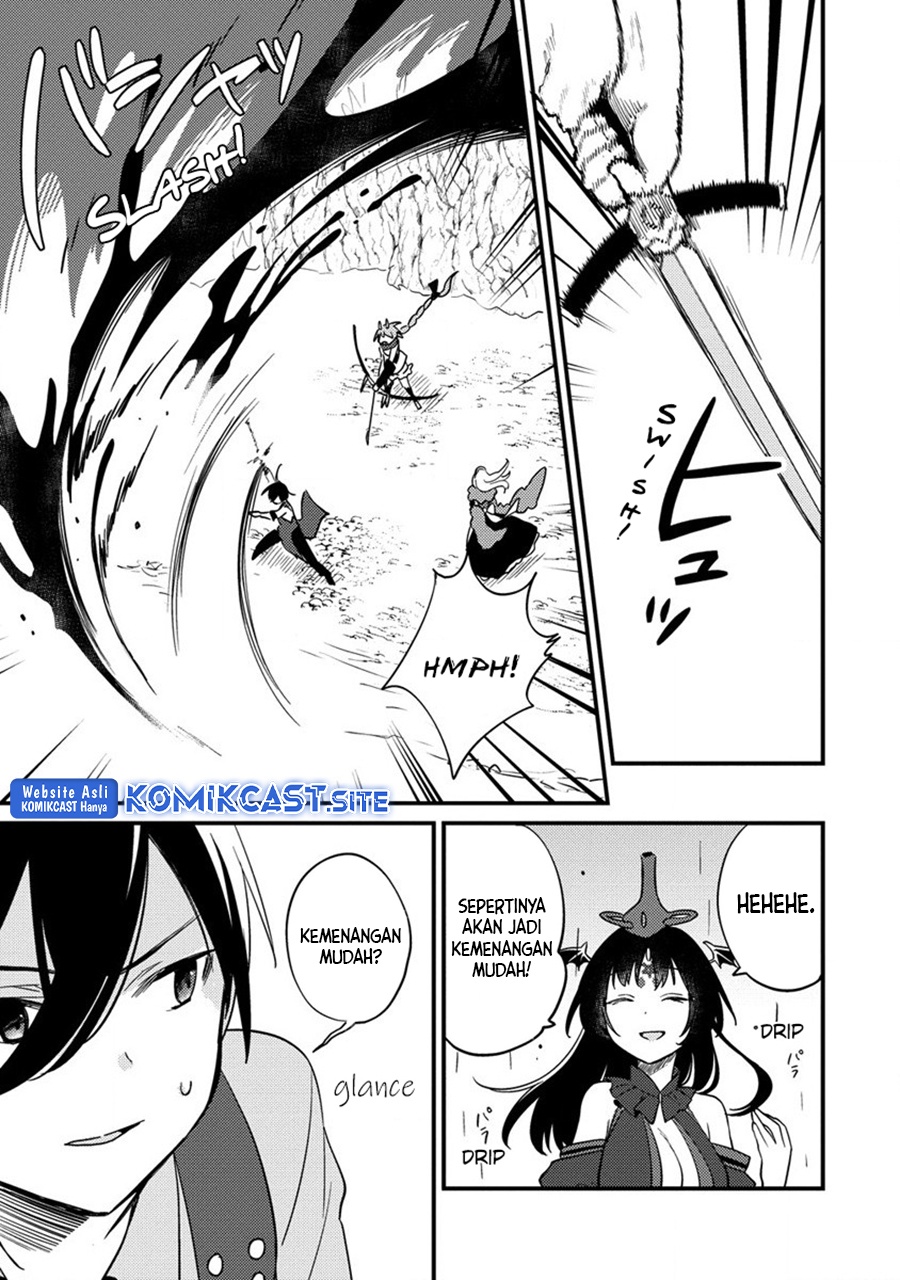 ヒュッ
SWISH!
バシャッ
SLASH!
HMPH!
Website Asli
KOMIKCAST Hanya
KOMIKCAST.SITE
HEHEHE.
SEPERTINYA
AKAN JADI
KEMENANGAN
MUDAH!
DRIP
パラ
パラ
DRIP
KEMENANGAN
MUDAH?
glance